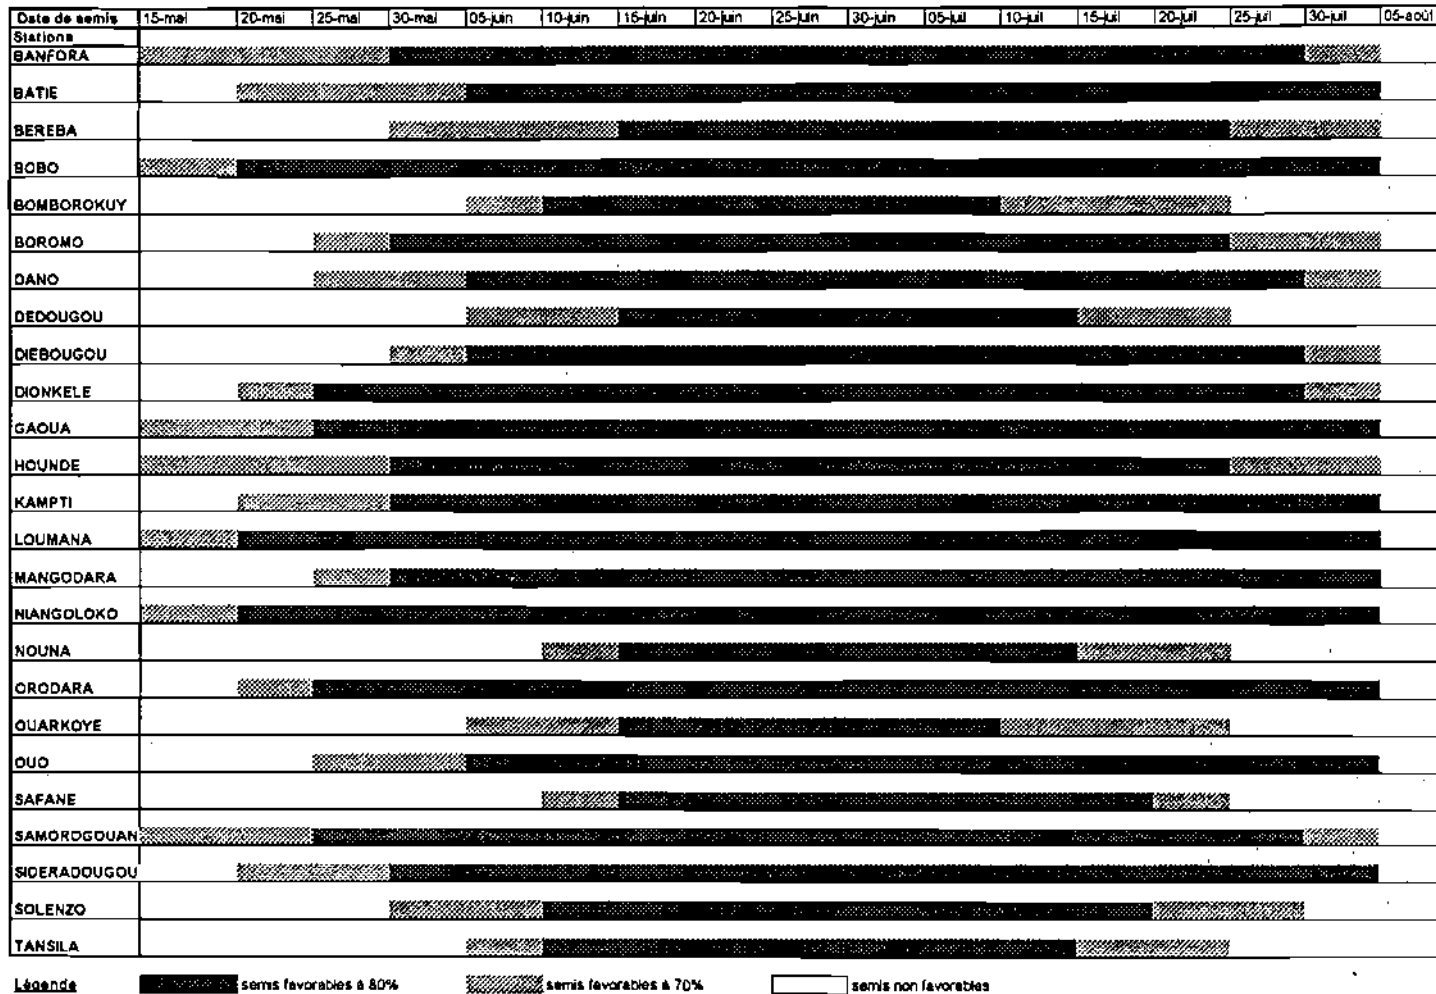 Date de semis 15-mai 20-mai 25-mai 30-mai 05-juin 10-juin 15-juin 20-juin 25-juin 30-juin 05-juil 10-juil 15-juil 20-juil 25-juil 30-juil 05-août
Stations
BANFORA
BATIE
BEREBA
BOBO
BOMBOROKUY
BOROMO
DANO
DEDOUGOU
DIEBOUGOU
DIONKELE
GAOUA
HOUNDE
KAMPTI
LOUMANA
MANGODARA
NIANGOLOKO
NOUNA
ORODARA
OUARKOYE
OUO
SAFANE
SAMOROGOUAN
SIDERADOUGOU
SOLENZO
TANSILA
Légende semis favorables à 80% semis favorables à 70% semis non favorables